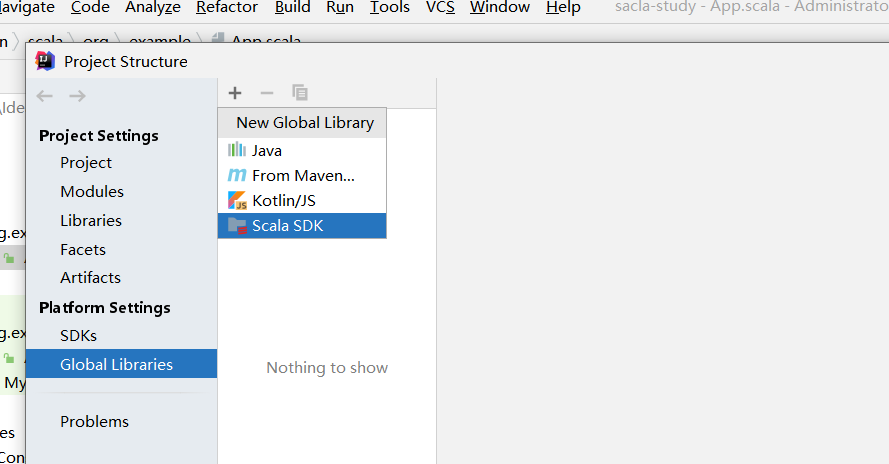 Navigate Code Analyze Refactor Build Run Tools VCS Window Help sacla-study - App.scala - Administrato
n scala org example App.scala
Project Structure
\Ide
New Global Library
Project Settings
Project
Modules
Libraries
Facets
Artifacts
Platform Settings
SDKs
Global Libraries
Problems
Java
From Maven...
Kotlin/JS
Scala SDK
Nothing to show
g.ex
g.ex
My
es
Con